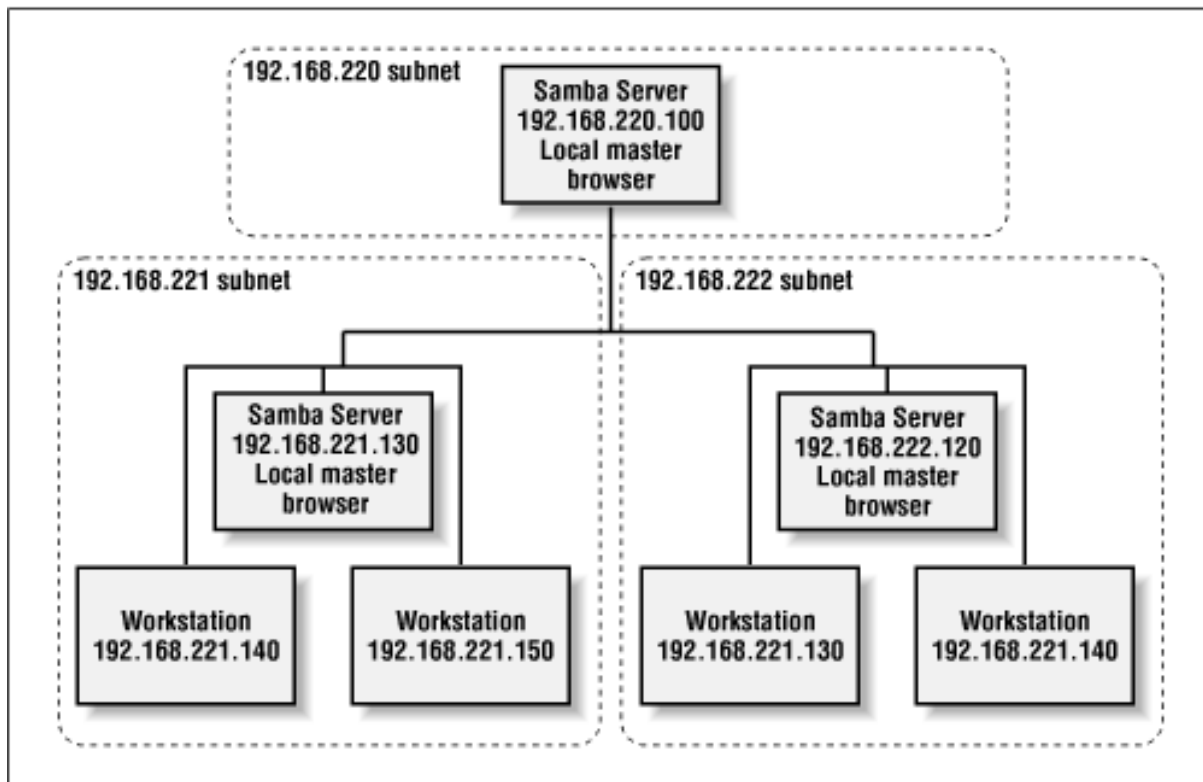 192.168.220 subnet
Samba Server
192.168.220.100
Local master
browser
192.168.221 subnet
192.168.222 subnet
Samba Server
192.168.221.130
Local master
browser
Samba Server
192.168.222.120
Local master
browser
Workstation
192.168.221.140
Workstation
192.168.221.150
Workstation
192.168.221.130
Workstation
192.168.221.140